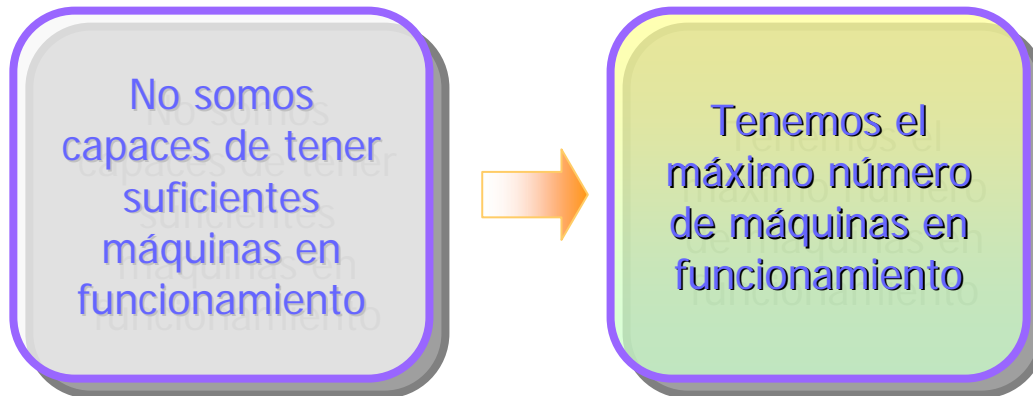 No somos
capaces de tener
suficientes
máquinas en
funcionamiento
Tenemos el
máximo número
de máquinas en
funcionamiento